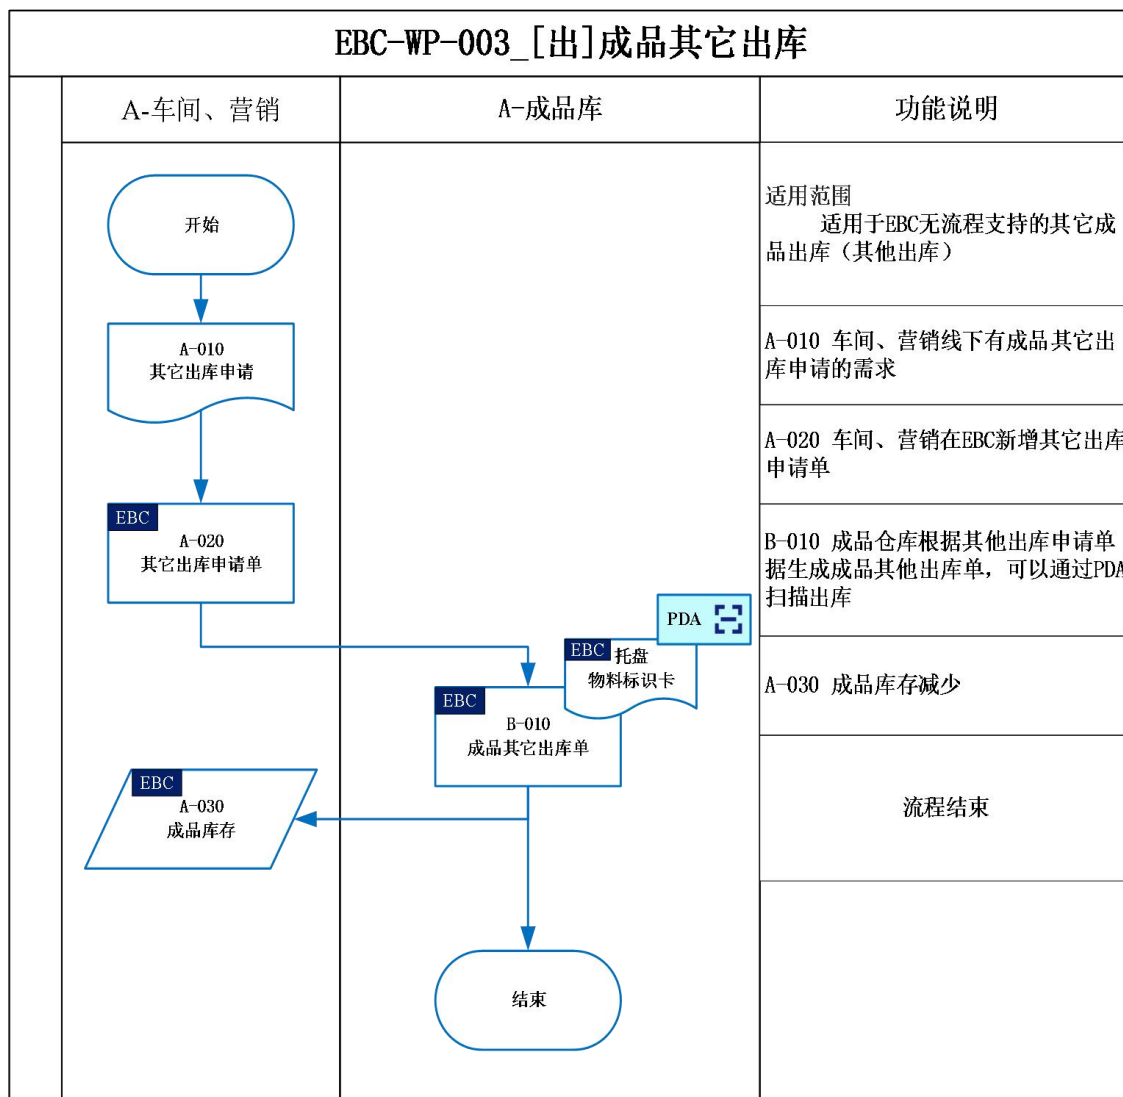 EBC-WP-003_[出]成品其它出库
A-车间、营销
A-成品库
功能说明
开始
A-010
其它出库申请
EBC
A-020
其它出库申请单
PDA
EBC
托盘
物料标识卡
EBC
B-010
成品其它出库单
EBC
A-030
成品库存
结束
适用范围
适用于EBC无流程支持的其它成
品出库（其他出库）
A-010 车间、营销线下有成品其它出
库申请的需求
A-020 车间、营销在EBC新增其它出库
申请单
B-010 成品仓库根据其他出库申请单
据生成成品其他出库单，可以通过PDA
扫描出库
A-030 成品库存减少
流程结束